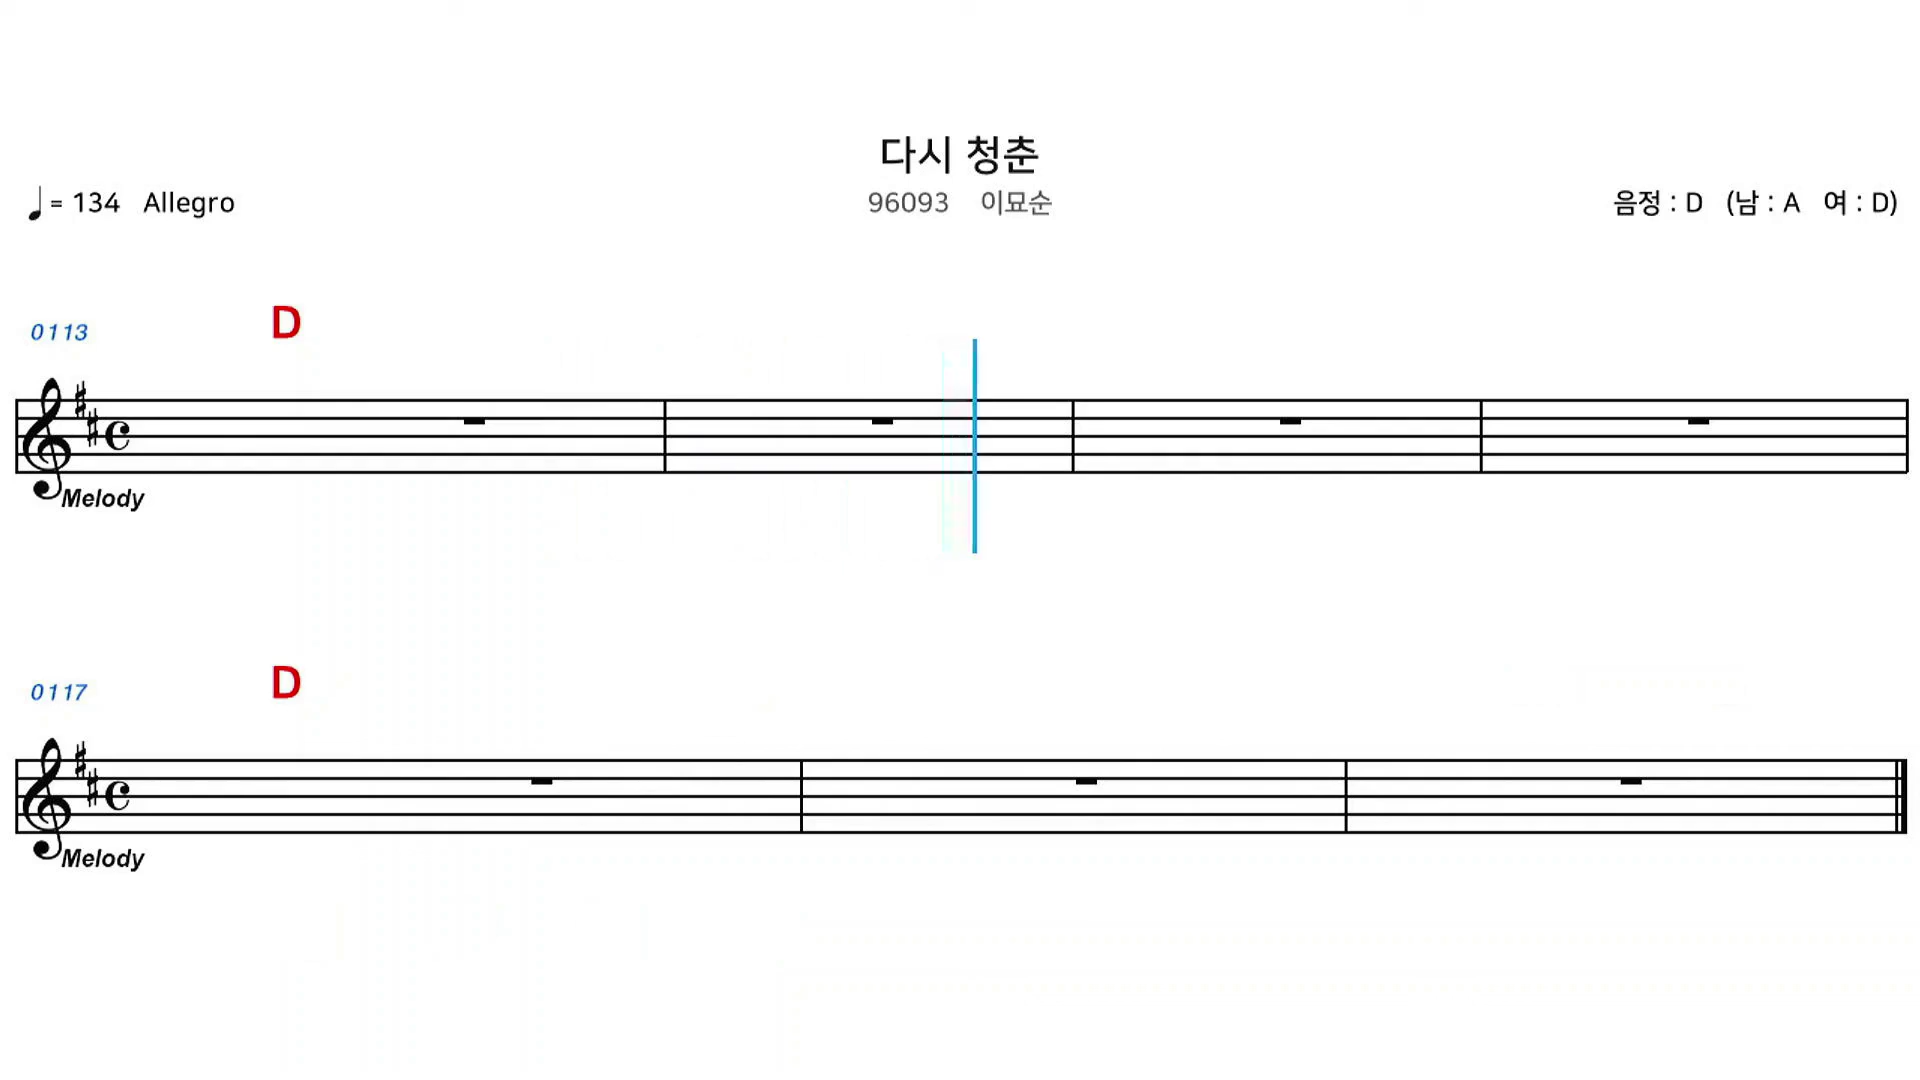 다시 청춘
♩ = 134 Allegro
96093 이묘순
음정 : D (남 : A 여 : D)
0113 D
Melody
0117 D
Melody